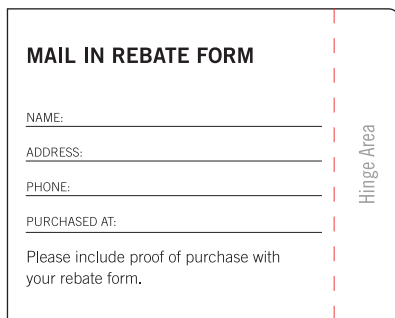 MAIL IN REBATE FORM
NAME:
ADDRESS:
PHONE:
PURCHASED AT:
Please include proof of purchase with
your rebate form.
Hinge Area